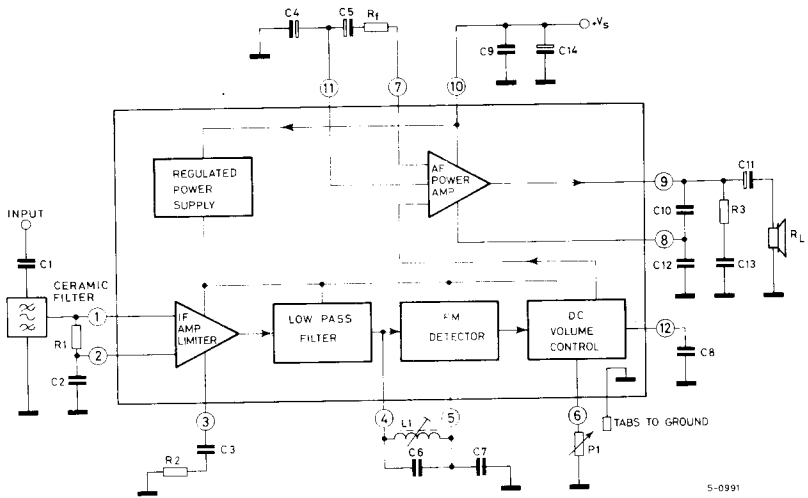 C4
C5
Rf
+Vs
C9
C14
11
7
10
REGULATED
POWER
SUPPLY
AF
POWER
AMP
9
C11
C10
R3
RL
8
C12
C13
INPUT
C1
CERAMIC
FILTER
1
R1
2
C2
IF
AMP
LIMITER
LOW PASS
FILTER
FM
DETECTOR
DC
VOLUME
CONTROL
12
C8
3
C3
R2
4
L1
5
C6
C7
6
P1
TABS TO GROUND
5-0991